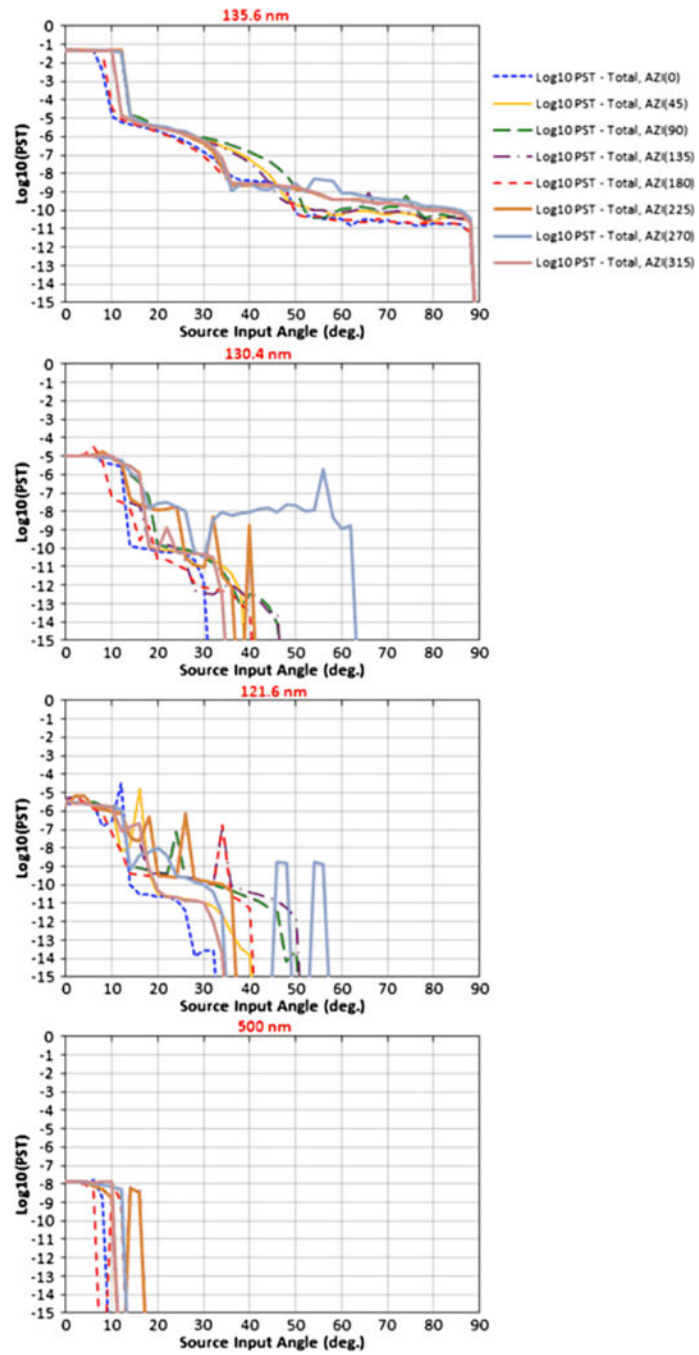 135.6 nm
Log10(PST)
0
-1
-2
-3
-4
-5
-6
-7
-8
-9
-10
-11
-12
-13
-14
-15
0 10 20 30 40 50 60 70 80 90
Source Input Angle (deg.)
Log10 PST - Total, AZI(0)
Log10 PST - Total, AZI(45)
Log10 PST - Total, AZI(90)
Log10 PST - Total, AZI(135)
Log10 PST - Total, AZI(180)
Log10 PST - Total, AZI(225)
Log10 PST - Total, AZI(270)
Log10 PST - Total, AZI(315)
130.4 nm
Log10(PST)
0
-1
-2
-3
-4
-5
-6
-7
-8
-9
-10
-11
-12
-13
-14
-15
0 10 20 30 40 50 60 70 80 90
Source Input Angle (deg.)
121.6 nm
Log10(PST)
0
-1
-2
-3
-4
-5
-6
-7
-8
-9
-10
-11
-12
-13
-14
-15
0 10 20 30 40 50 60 70 80 90
Source Input Angle (deg.)
500 nm
Log10(PST)
0
-1
-2
-3
-4
-5
-6
-7
-8
-9
-10
-11
-12
-13
-14
-15
0 10 20 30 40 50 60 70 80 90
Source Input Angle (deg.)